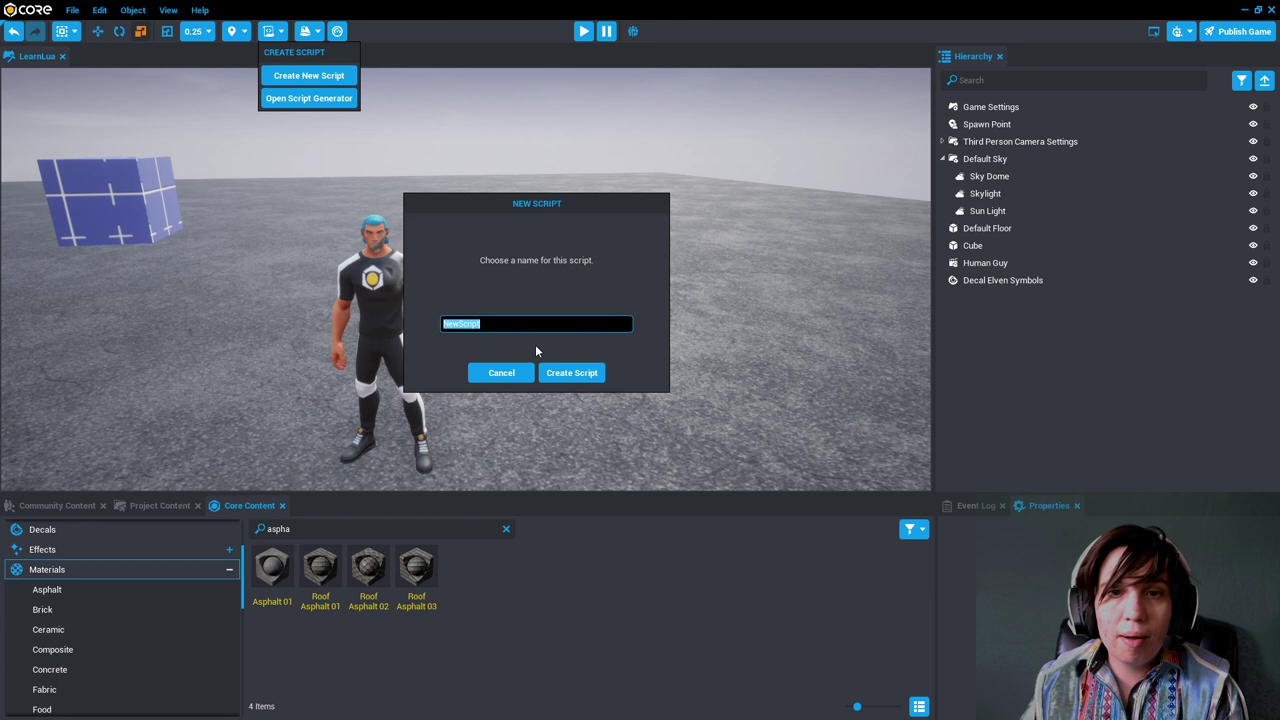 CORE
File Edit Object View Help
0.25
Publish Game
LearnLua
CREATE SCRIPT
Create New Script
Open Script Generator
NEW SCRIPT
Choose a name for this script.
NewScript
Cancel
Create Script
Hierarchy
Search
Game Settings
Spawn Point
Third Person Camera Settings
Default Sky
Sky Dome
Skylight
Sun Light
Default Floor
Cube
Human Guy
Decal Elven Symbols
Community Content
Project Content
Core Content
Decals
Effects
Materials
Asphalt
Brick
Ceramic
Composite
Concrete
Fabric
Food
aspha
Asphalt 01
Roof
Asphalt 01
Roof
Asphalt 02
Roof
Asphalt 03
4 Items
Event Log
Properties